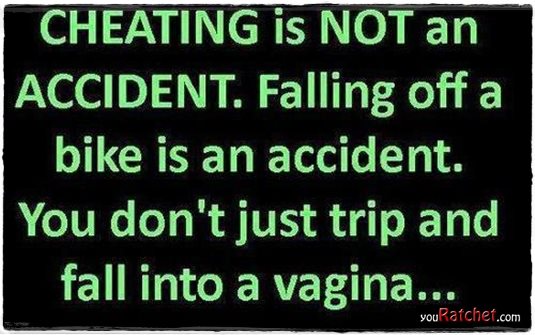 CHEATING is NOT an
ACCIDENT. Falling off a
bike is an accident.
You don't just trip and
fall into a vagina...
youRatchet.com